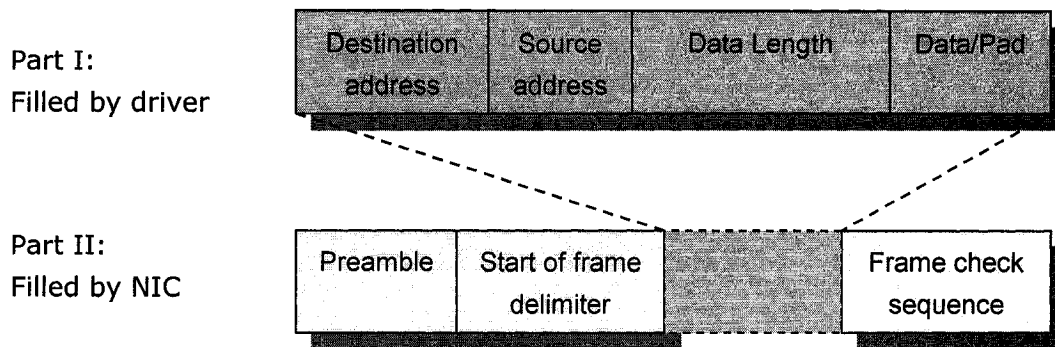 Part I:
Filled by driver
Destination
address
Source
address
Data Length
Data/Pad
Part II:
Filled by NIC
Preamble
Start of frame
delimiter
Frame check
sequence